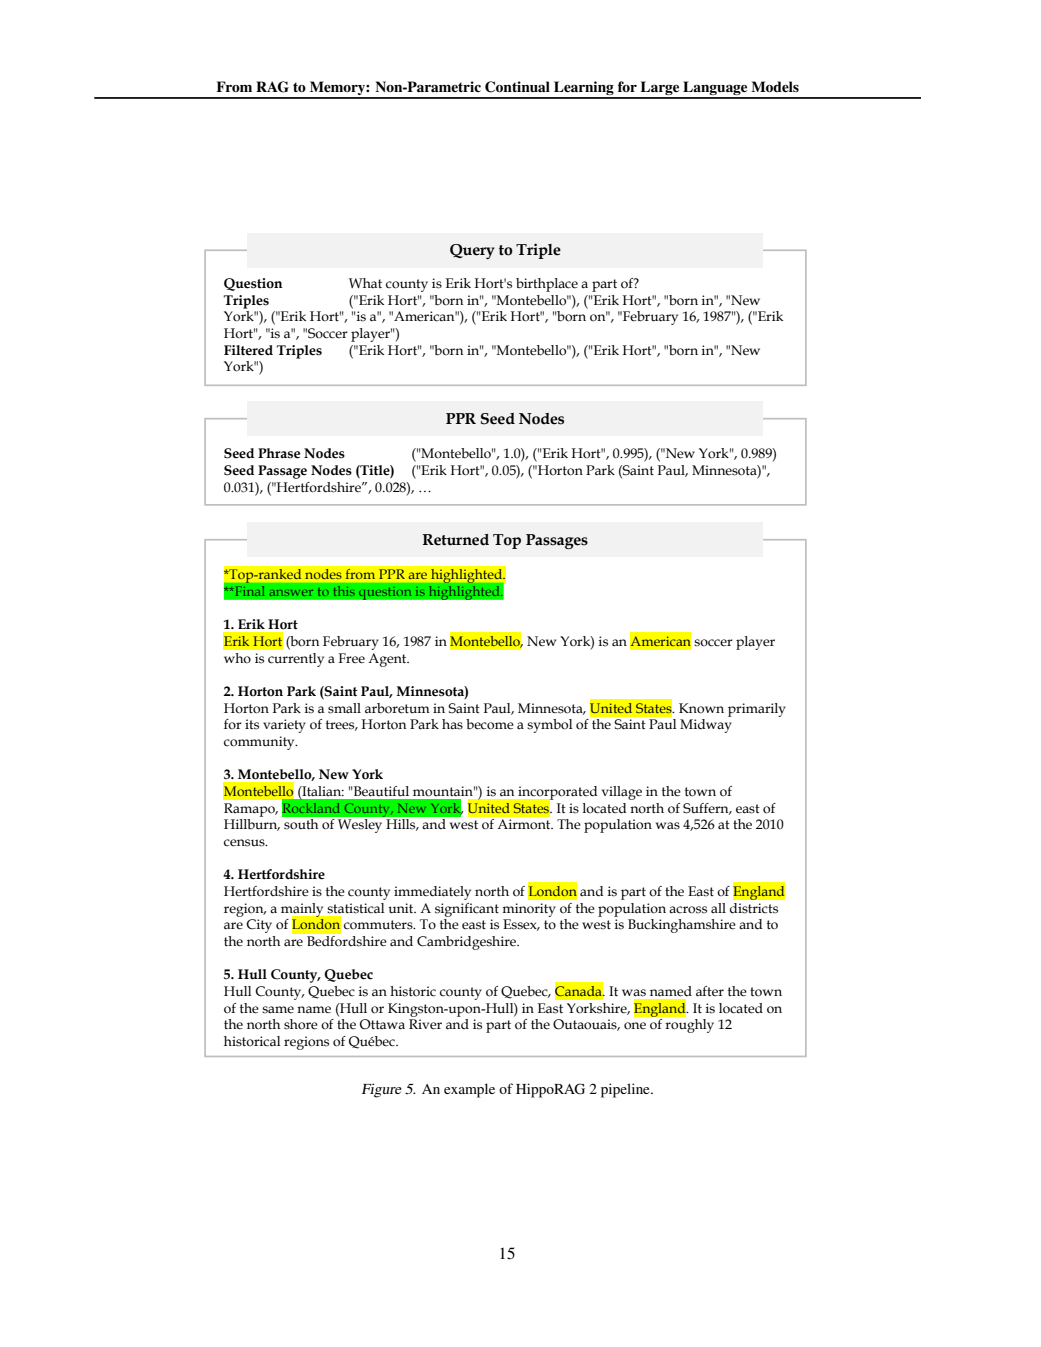 From RAG to Memory: Non-Parametric Continual Learning for Large Language Models
Query to Triple
Question What county is Erik Hort's birthplace a part of?
Triples ("Erik Hort", "born in", "Montebello"), ("Erik Hort", "born in", "New
York"), ("Erik Hort", "is a", "American"), ("Erik Hort", "born on", "February 16, 1987"), ("Erik
Hort", "is a", "Soccer player")
Filtered Triples ("Erik Hort", "born in", "Montebello"), ("Erik Hort", "born in", "New
York")
PPR Seed Nodes
Seed Phrase Nodes ("Montebello", 1.0), ("Erik Hort", 0.995), ("New York", 0.989)
Seed Passage Nodes (Title) ("Erik Hort", 0.05), ("Horton Park (Saint Paul, Minnesota)",
0.031), ("Hertfordshire”, 0.028), …
Returned Top Passages
*Top-ranked nodes from PPR are highlighted.
**Final answer to this question is highlighted.
1. Erik Hort
Erik Hort (born February 16, 1987 in Montebello, New York) is an American soccer player
who is currently a Free Agent.
2. Horton Park (Saint Paul, Minnesota)
Horton Park is a small arboretum in Saint Paul, Minnesota, United States. Known primarily
for its variety of trees, Horton Park has become a symbol of the Saint Paul Midway
community.
3. Montebello, New York
Montebello (Italian: "Beautiful mountain") is an incorporated village in the town of
Ramapo, Rockland County, New York, United States. It is located north of Suffern, east of
Hillburn, south of Wesley Hills, and west of Airmont. The population was 4,526 at the 2010
census.
4. Hertfordshire
Hertfordshire is the county immediately north of London and is part of the East of England
region, a mainly statistical unit. A significant minority of the population across all districts
are City of London commuters. To the east is Essex, to the west is Buckinghamshire and to
the north are Bedfordshire and Cambridgeshire.
5. Hull County, Quebec
Hull County, Quebec is an historic county of Quebec, Canada. It was named after the town
of the same name (Hull or Kingston-upon-Hull) in East Yorkshire, England. It is located on
the north shore of the Ottawa River and is part of the Outaouais, one of roughly 12
historical regions of Québec.
Figure 5. An example of HippoRAG 2 pipeline.
15